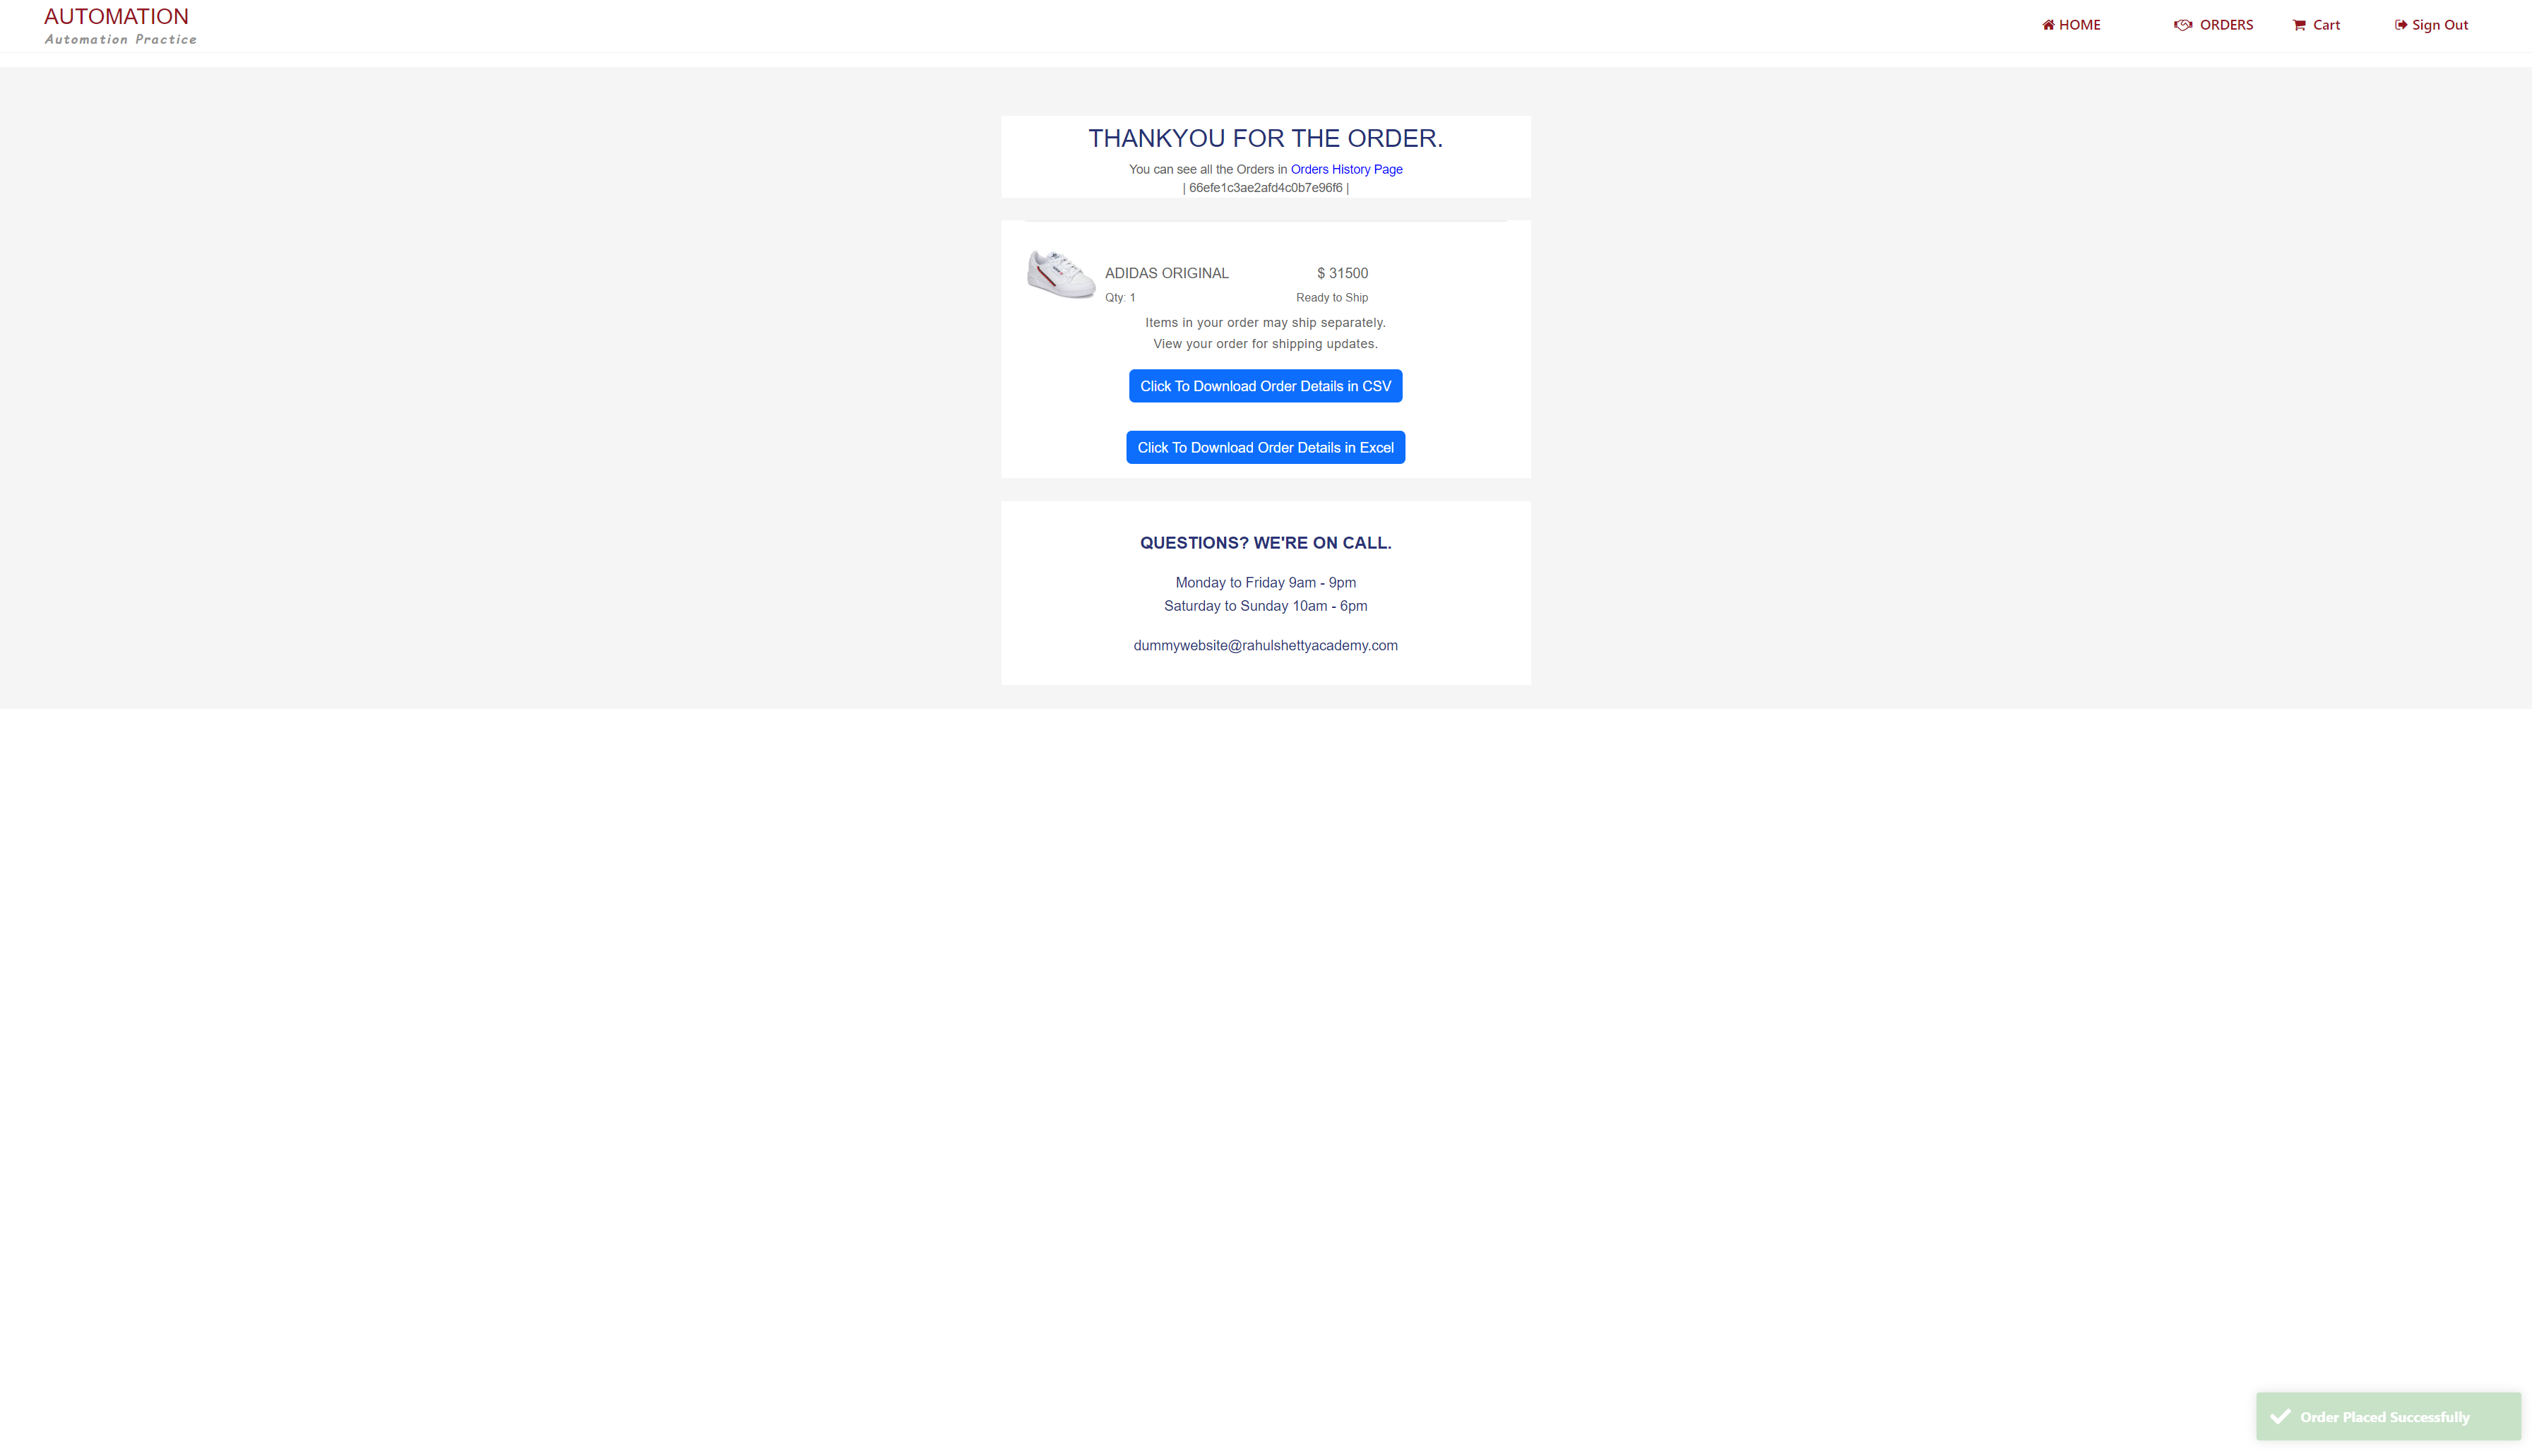 AUTOMATION
Automation Practice
HOME
ORDERS
Cart
Sign Out
THANKYOU FOR THE ORDER.
You can see all the Orders in Orders History Page
| 66efe1c3ae2afd4c0b7e96f6 |
ADIDAS ORIGINAL
$ 31500
Qty: 1
Ready to Ship
Items in your order may ship separately.
View your order for shipping updates.
Click To Download Order Details in CSV
Click To Download Order Details in Excel
QUESTIONS? WE'RE ON CALL.
Monday to Friday 9am - 9pm
Saturday to Sunday 10am - 6pm
dummywebsite@rahulshettyacademy.com
Order Placed Successfully